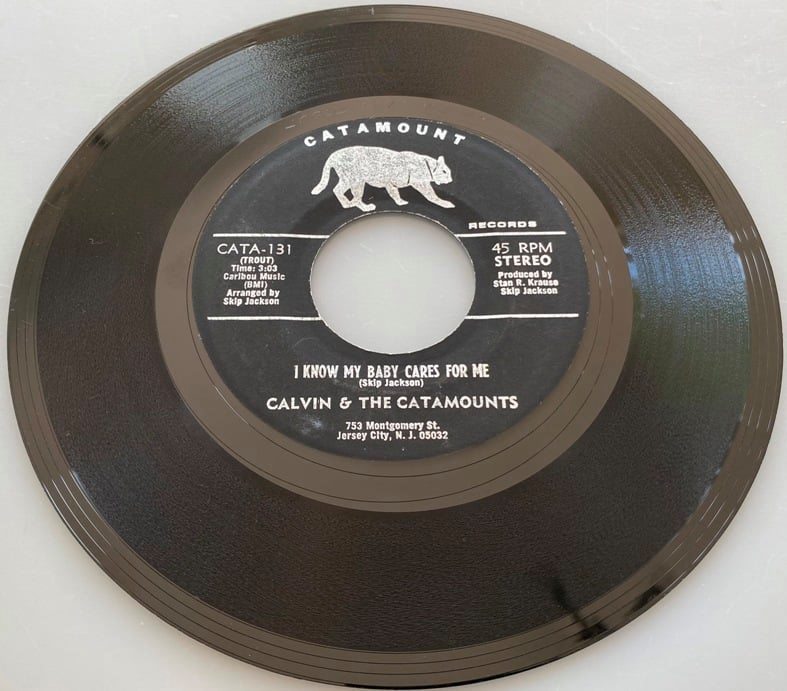 CATAMOUNT
RECORDS
CATA-131
(TROUT)
Time: 3:03
Caribou Music
(BMI)
Arranged by
Skip Jackson
45 RPM
STEREO
Produced by
Stan R. Krause
Skip Jackson
I KNOW MY BABY CARES FOR ME
(Skip Jackson)
CALVIN & THE CATAMOUNTS
753 Montgomery St.
Jersey City, N. J. 05032